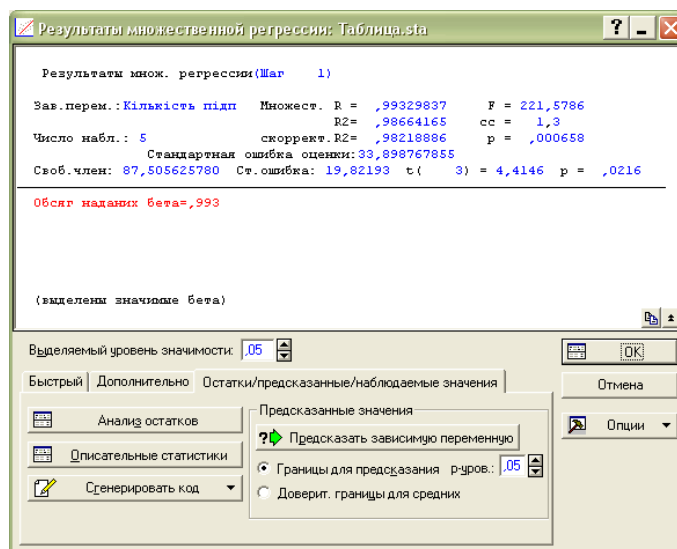 Результаты множественной регрессии: Таблица.sta
Результаты множ. регрессии(Шаг 1)
Зав.перем.:Кількість підп Множест. R = ,99329837 F = 221,5786
R2= ,98664165 сс = 1,3
Число набл.: 5 скоррект.R2= ,98218886 p = ,000658
Стандартная ошибка оценки:33,898767855
Своб.член: 87,505625780 Ст.ошибка: 19,82193 t( 3) = 4,4146 p = ,0216
Обсяг наданих бета=,993
(выделены значимые бета)
Выделяемый уровень значимости: ,05
OK
Быстрый Дополнительно Остатки/предсказанные/наблюдаемые значения
Отмена
Опции
Анализ остатков
Описательные статистики
Сгенерировать код
Предсказанные значения
Предсказать зависимую переменную
Границы для предсказания р-уров.: ,05
Доверит. границы для средних